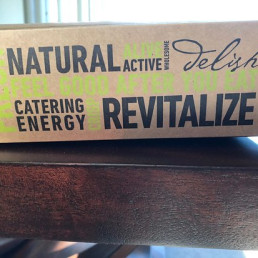 NATURAL
ALIVE
ACTIVE
WHOLESOME
delish
FEEL GOOD AFTER YOU EAT
CATERING
ENERGY
REVITALIZE